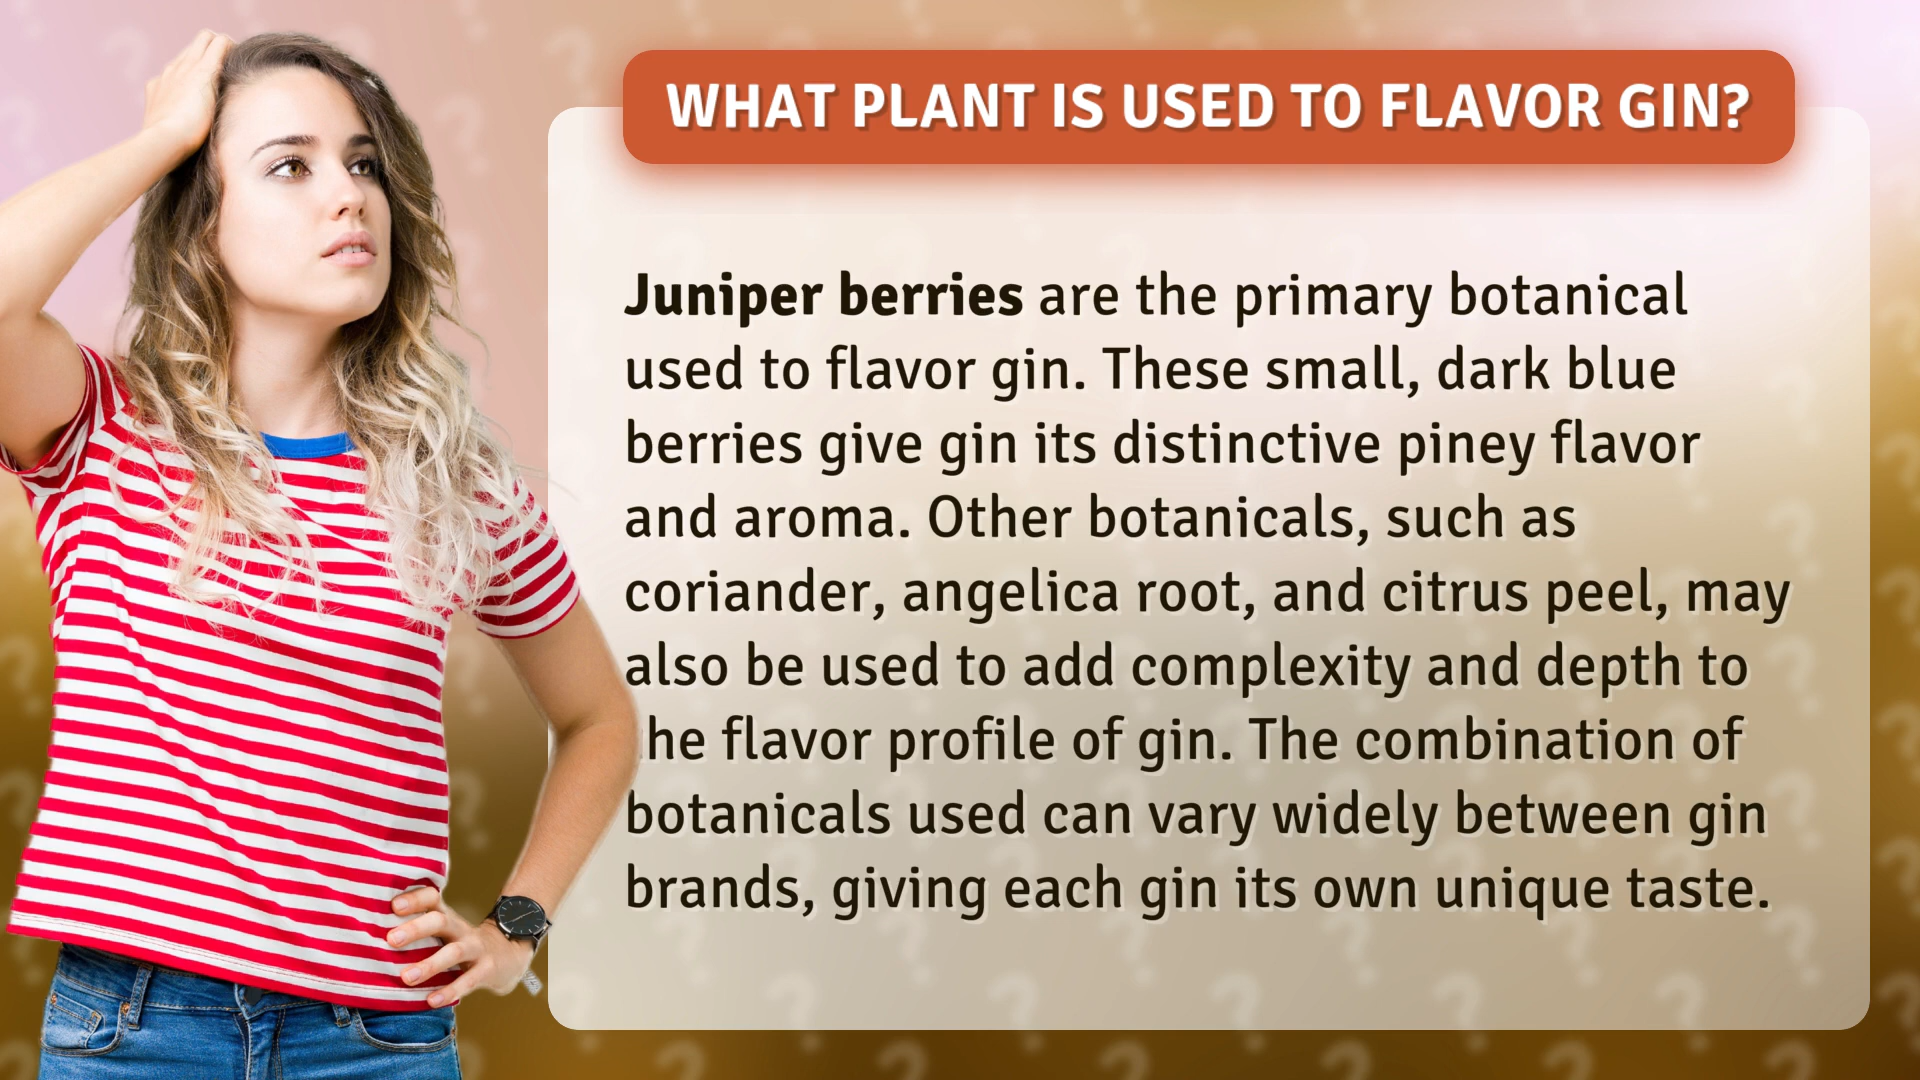 WHAT PLANT IS USED TO FLAVOR GIN?
Juniper berries are the primary botanical
used to flavor gin. These small, dark blue
berries give gin its distinctive piney flavor
and aroma. Other botanicals, such as
coriander, angelica root, and citrus peel, may
also be used to add complexity and depth to
the flavor profile of gin. The combination of
botanicals used can vary widely between gin
brands, giving each gin its own unique taste.